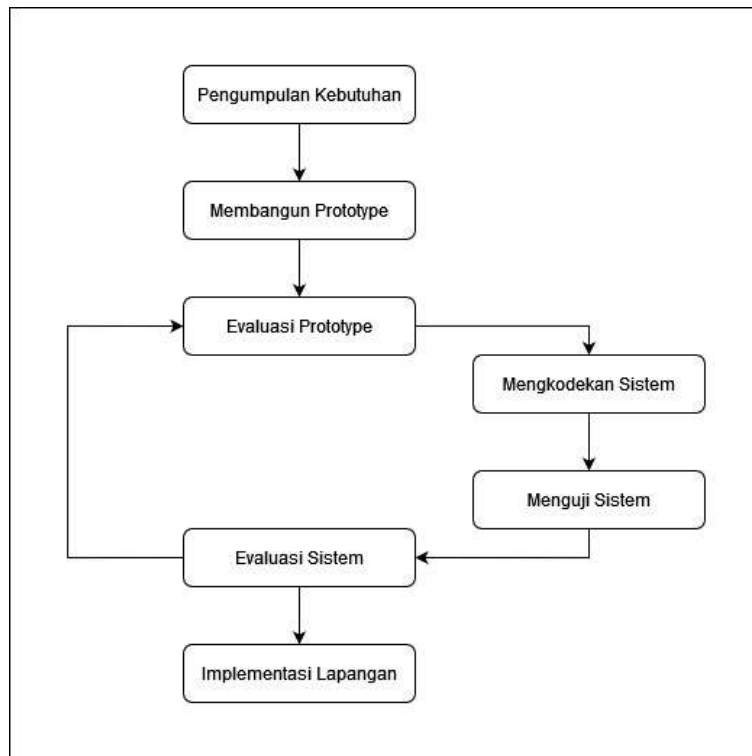 Pengumpulan Kebutuhan
Membangun Prototype
Evaluasi Prototype
Mengkodekan Sistem
Menguji Sistem
Evaluasi Sistem
Implementasi Lapangan